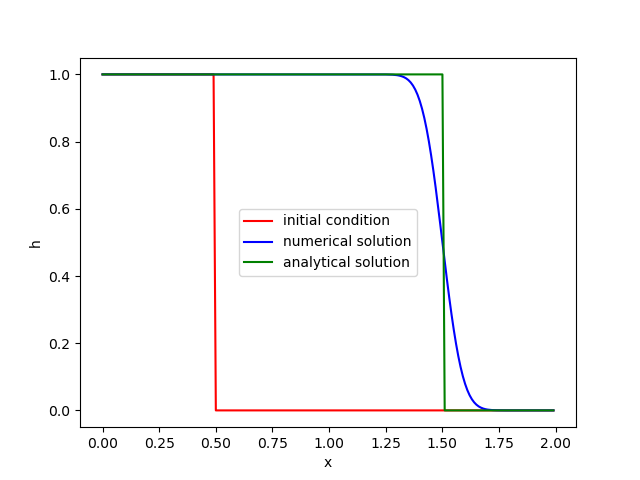 1.0
0.8
0.6
0.4
0.2
0.0
h
initial condition
numerical solution
analytical solution
0.00 0.25 0.50 0.75 1.00 1.25 1.50 1.75 2.00
x